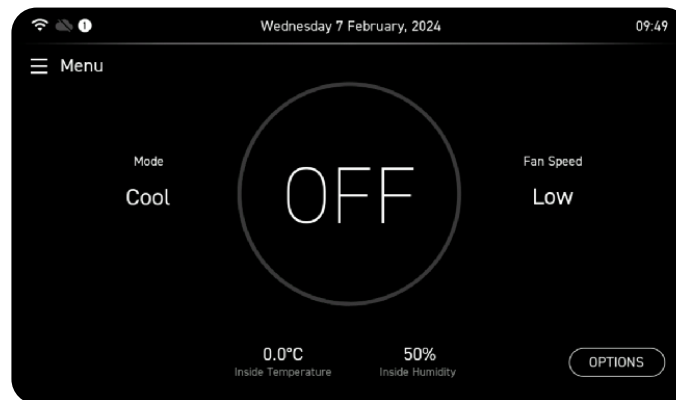 1 Wednesday 7 February, 2024 09:49
Menu
Mode
Cool
OFF
Fan Speed
Low
0.0°C
Inside Temperature
50%
Inside Humidity
OPTIONS